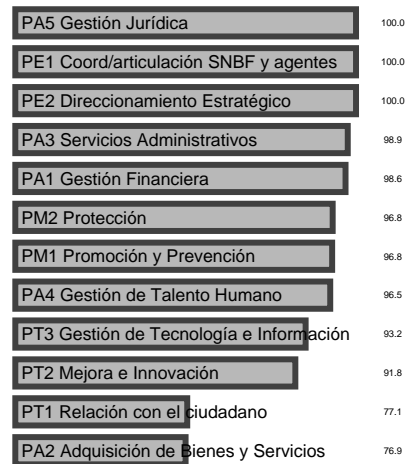 PA5 Gestión Jurídica 100.0
PE1 Coord/articulación SNBF y agentes 100.0
PE2 Direccionamiento Estratégico 100.0
PA3 Servicios Administrativos 98.9
PA1 Gestión Financiera 98.6
PM2 Protección 96.8
PM1 Promoción y Prevención 96.8
PA4 Gestión de Talento Humano 96.5
PT3 Gestión de Tecnología e Información 93.2
PT2 Mejora e Innovación 91.8
PT1 Relación con el ciudadano 77.1
PA2 Adquisición de Bienes y Servicios 76.9